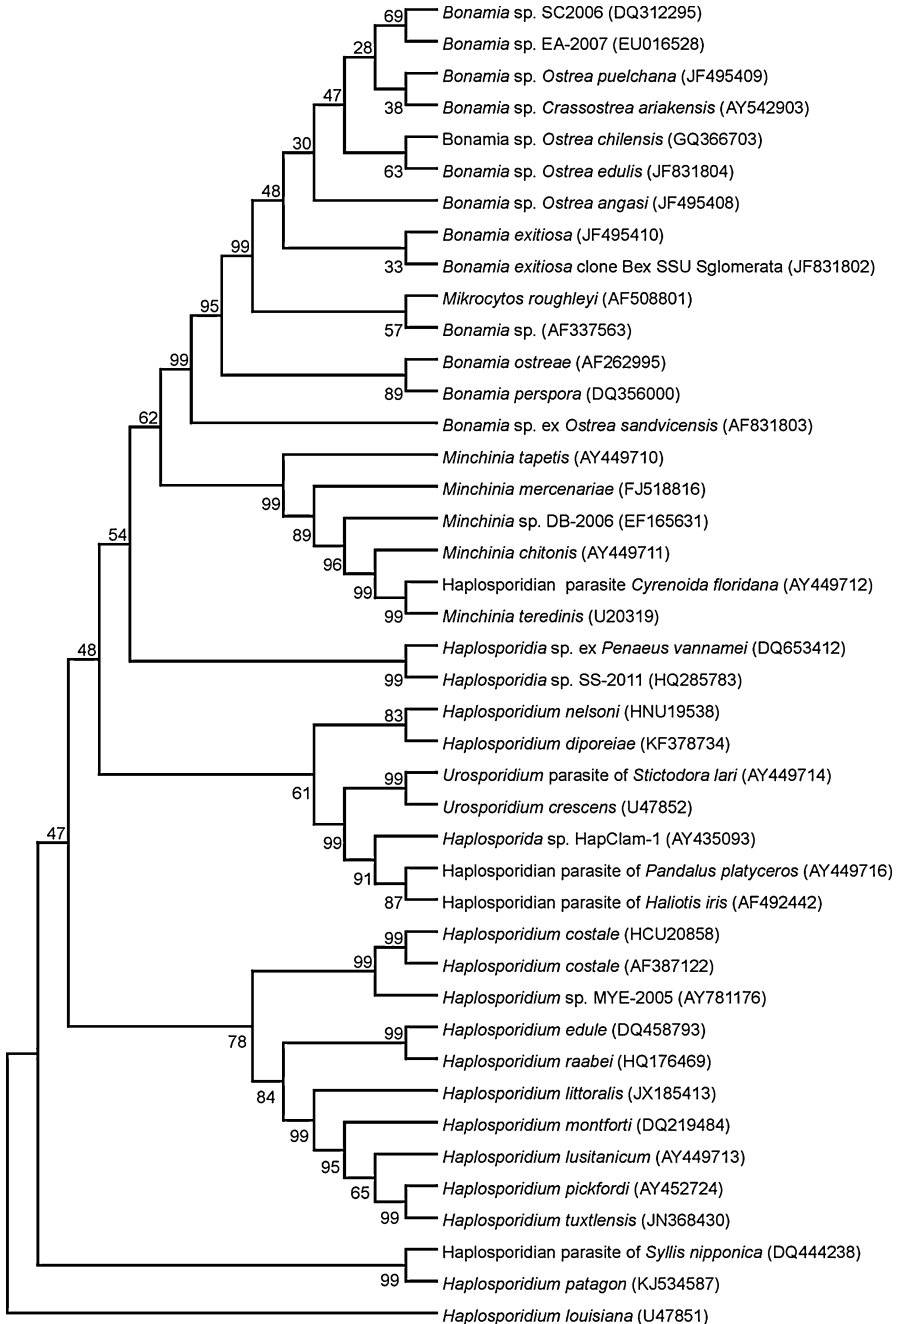 69
Bonamia sp. SC2006 (DQ312295)
28
Bonamia sp. EA-2007 (EU016528)
Bonamia sp. Ostrea puelchana (JF495409)
47
38
Bonamia sp. Crassostrea ariakensis (AY542903)
30
Bonamia sp. Ostrea chilensis (GQ366703)
63
Bonamia sp. Ostrea edulis (JF831804)
48
Bonamia sp. Ostrea angasi (JF495408)
99
Bonamia exitiosa (JF495410)
33
Bonamia exitiosa clone Bex SSU Sglomerata (JF831802)
95
Mikrocytos roughleyi (AF508801)
57
Bonamia sp. (AF337563)
99
Bonamia ostreae (AF262995)
89
Bonamia perspora (DQ356000)
62
Bonamia sp. ex Ostrea sandvicensis (AF831803)
Minchinia tapetis (AY449710)
99
Minchinia mercenariae (FJ518816)
54
89
Minchinia sp. DB-2006 (EF165631)
96
Minchinia chitonis (AY449711)
99
Haplosporidian parasite Cyrenoida floridana (AY449712)
99
Minchinia teredinis (U20319)
48
Haplosporidia sp. ex Penaeus vannamei (DQ653412)
99
Haplosporidia sp. SS-2011 (HQ285783)
83
Haplosporidium nelsoni (HNU19538)
Haplosporidium diporeiae (KF378734)
61
99
Urosporidium parasite of Stictodora lari (AY449714)
Urosporidium crescens (U47852)
47
99
Haplosporida sp. HapClam-1 (AY435093)
91
Haplosporidian parasite of Pandalus platyceros (AY449716)
87
Haplosporidian parasite of Haliotis iris (AF492442)
99
Haplosporidium costale (HCU20858)
99
Haplosporidium costale (AF387122)
Haplosporidium sp. MYE-2005 (AY781176)
78
99
Haplosporidium edule (DQ458793)
Haplosporidium raabei (HQ176469)
84
Haplosporidium littoralis (JX185413)
99
Haplosporidium montforti (DQ219484)
95
Haplosporidium lusitanicum (AY449713)
65
Haplosporidium pickfordi (AY452724)
99
Haplosporidium tuxtlensis (JN368430)
Haplosporidian parasite of Syllis nipponica (DQ444238)
99
Haplosporidium patagon (KJ534587)
Haplosporidium louisiana (U47851)